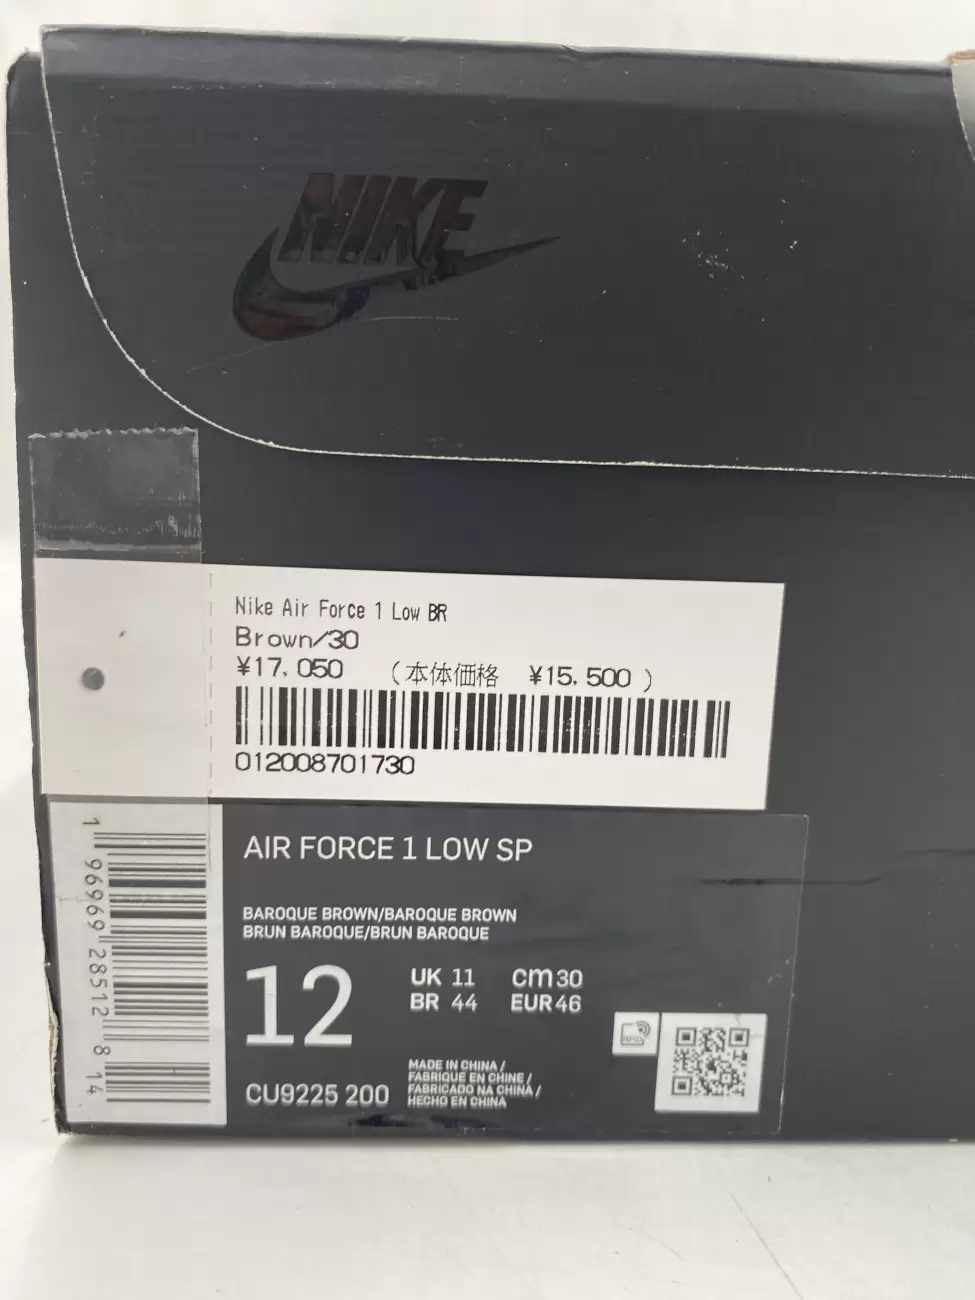 NIKE
Nike Air Force 1 Low BR
Brown/30
¥17,050 (本体価格 ¥15,500)
012008701730
1 96969 28512 8 14
AIR FORCE 1 LOW SP
BAROQUE BROWN/BAROQUE BROWN
BRUN BAROQUE/BRUN BAROQUE
12
UK 11 cm 30
BR 44 EUR 46
CU9225 200
MADE IN CHINA /
FABRIQUE EN CHINE /
FABRICADO NA CHINA /
HECHO EN CHINA
RFID